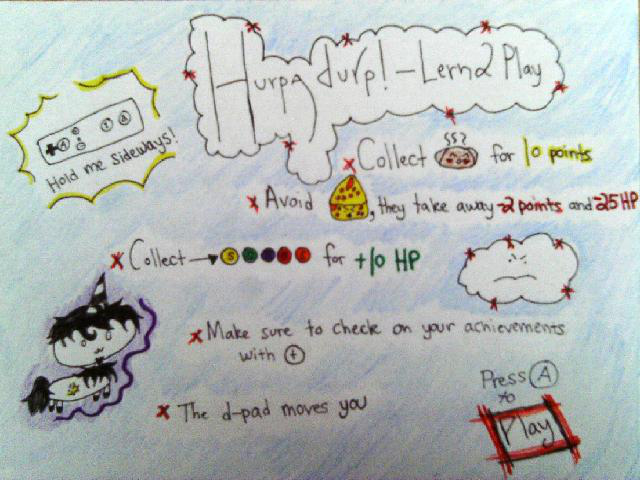 Hurpa durp! - Lern2 Play
Hold me sideways!
x Collect for 10 points
x Avoid , they take away -2 points and -25 HP
x Collect → for +10 HP
x Make sure to check on your achievements
with +
x The d-pad moves you
Press A
to
Play